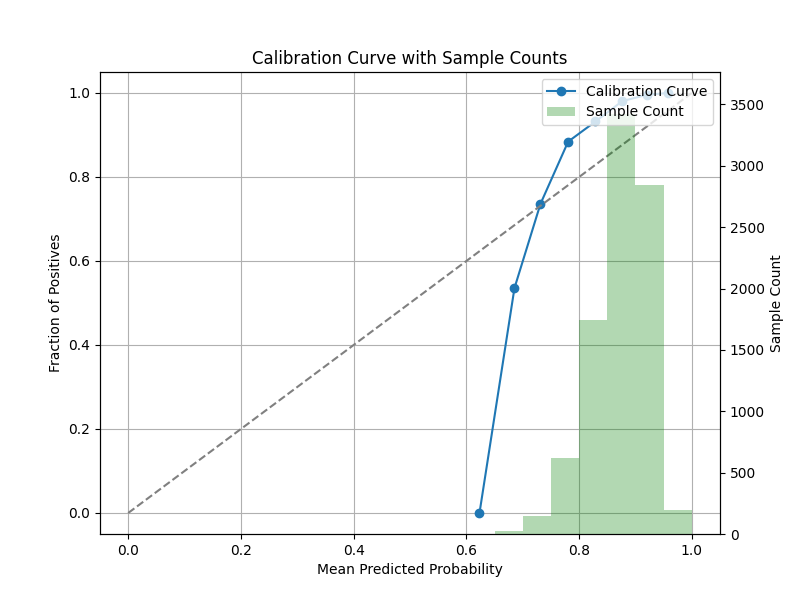 Calibration Curve with Sample Counts
Calibration Curve
Sample Count
Fraction of Positives
1.0
0.8
0.6
0.4
0.2
0.0
3500
3000
2500
2000
1500
1000
500
0
Sample Count
0.0 0.2 0.4 0.6 0.8 1.0
Mean Predicted Probability